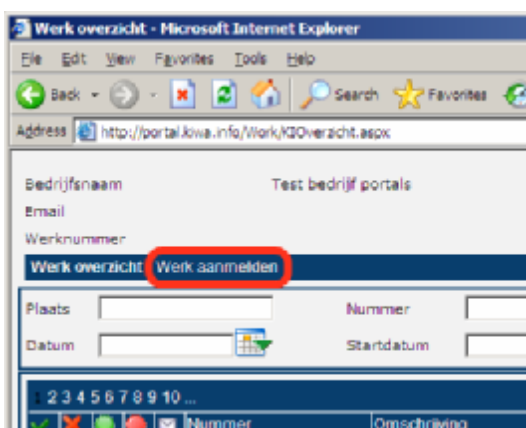 Werk overzicht - Microsoft Internet Explorer
File Edit View Favorites Tools Help
Back Search Favorites
Address http://portal.kiwa.info/Work/KIOverzicht.aspx
Bedrijfsnaam Test bedrijf portals
Email
Werknummer
Werk overzicht Werk aanmelden
Plaats Nummer
Datum Startdatum
1 2 3 4 5 6 7 8 9 10 ...
Nummer Omschrijving